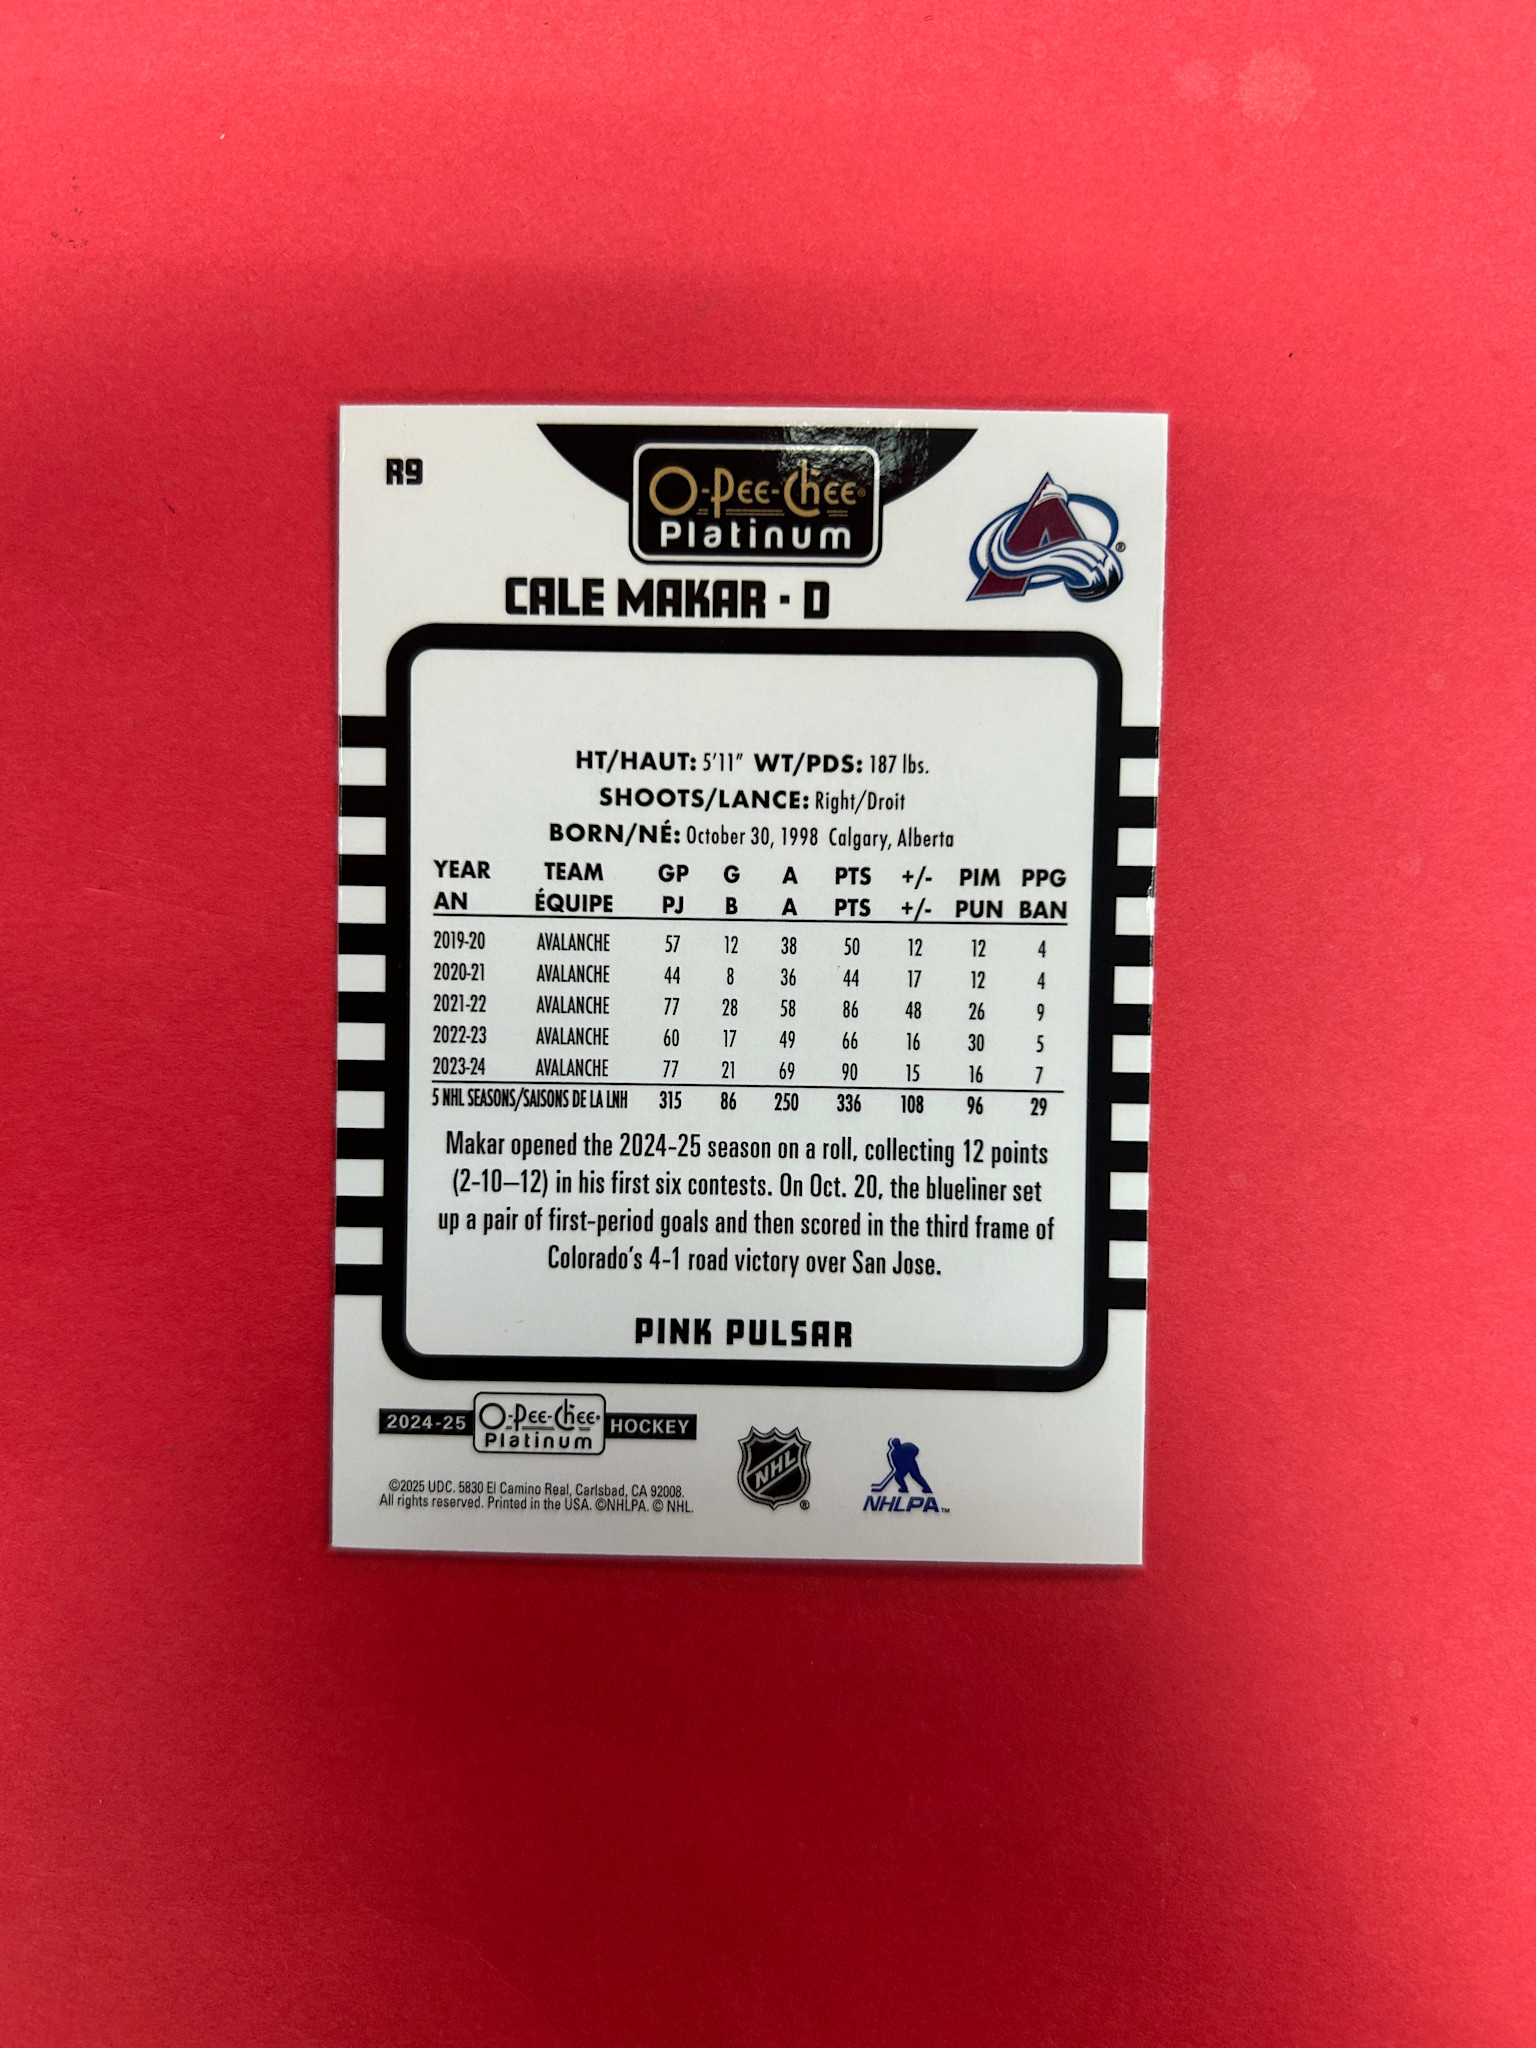 R9
O-Pee-Chee®
Platinum
®
CALE MAKAR · D
HT/HAUT: 5'11" WT/PDS: 187 lbs.
SHOOTS/LANCE: Right/Droit
BORN/NÉ: October 30, 1998 Calgary, Alberta
YEAR TEAM GP G A PTS +/- PIM PPG
AN ÉQUIPE PJ B A PTS +/- PUN BAN
2019-20 AVALANCHE 57 12 38 50 12 12 4
2020-21 AVALANCHE 44 8 36 44 17 12 4
2021-22 AVALANCHE 77 28 58 86 48 26 9
2022-23 AVALANCHE 60 17 49 66 16 30 5
2023-24 AVALANCHE 77 21 69 90 15 16 7
5 NHL SEASONS/SAISONS DE LA LNH 315 86 250 336 108 96 29
Makar opened the 2024-25 season on a roll, collecting 12 points
(2-10—12) in his first six contests. On Oct. 20, the blueliner set
up a pair of first-period goals and then scored in the third frame of
Colorado's 4-1 road victory over San Jose.
PINK PULSAR
2024-25 O-Pee-Chee® Platinum HOCKEY
©2025 UDC. 5830 El Camino Real, Carlsbad, CA 92008.
All rights reserved. Printed in the USA. ©NHLPA. © NHL.
NHL®
NHLPA™